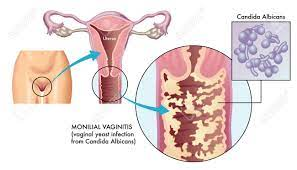 Candida Albicans
Uterus
MONILIAL VAGINITIS
(vaginal yeast infection
from Candida Albicans)